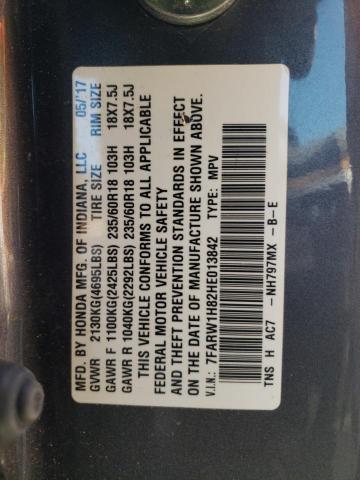 MFD. BY HONDA MFG. OF INDIANA, LLC 05/'17
GVWR 2130KG(4695LBS) TIRE SIZE RIM SIZE
GAWR F 1100KG(2425LBS) 235/60R18 103H 18X7.5J
GAWR R 1040KG(2292LBS) 235/60R18 103H 18X7.5J
THIS VEHICLE CONFORMS TO ALL APPLICABLE
FEDERAL MOTOR VEHICLE SAFETY
AND THEFT PREVENTION STANDARDS IN EFFECT
ON THE DATE OF MANUFACTURE SHOWN ABOVE.
V.I.N.: 7FARW1H82HE013842 TYPE: MPV
TNS H AC7 -NH797MX -B-E